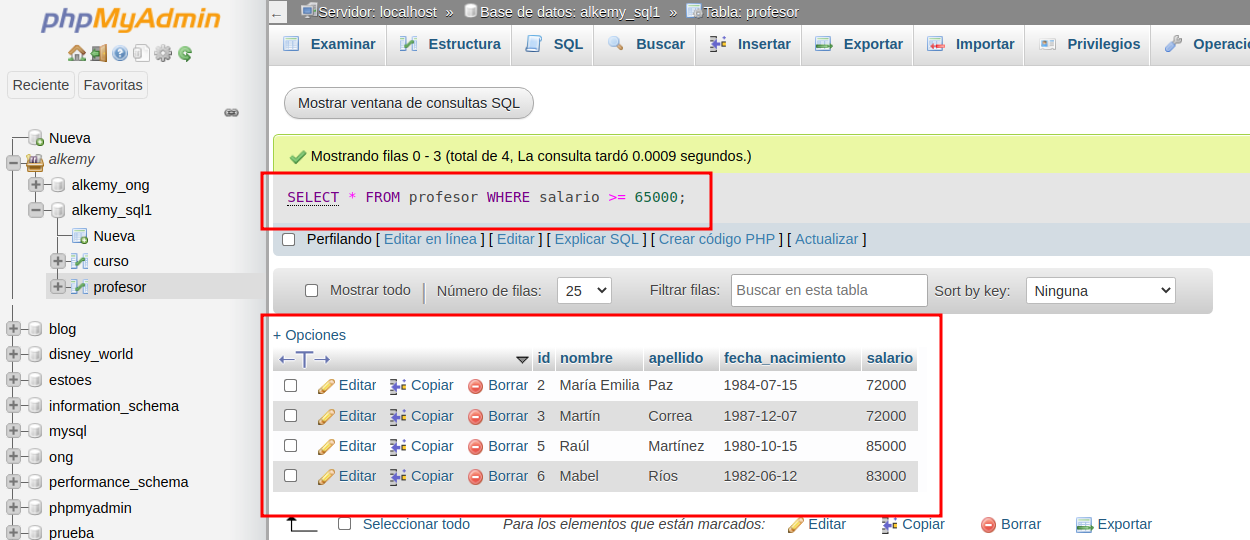 phpMyAdmin
Reciente Favoritas
Nueva
alkemy
alkemy_ong
alkemy_sql1
Nueva
curso
profesor
blog
disney_world
estoes
information_schema
mysql
ong
performance_schema
phpmyadmin
prueba
Servidor: localhost » Base de datos: alkemy_sql1 » Tabla: profesor
Examinar Estructura SQL Buscar Insertar Exportar Importar Privilegios Operacio
Mostrar ventana de consultas SQL
Mostrando filas 0 - 3 (total de 4, La consulta tardó 0.0009 segundos.)
SELECT * FROM profesor WHERE salario >= 65000;
Perfilando [ Editar en línea ] [ Editar ] [ Explicar SQL ] [ Crear código PHP ] [ Actualizar ]
Mostrar todo | Número de filas: 25 Filtrar filas: Buscar en esta tabla Sort by key: Ninguna
+ Opciones
←T→ id nombre apellido fecha_nacimiento salario
Editar Copiar Borrar 2 María Emilia Paz 1984-07-15 72000
Editar Copiar Borrar 3 Martín Correa 1987-12-07 72000
Editar Copiar Borrar 5 Raúl Martínez 1980-10-15 85000
Editar Copiar Borrar 6 Mabel Ríos 1982-06-12 83000
Seleccionar todo Para los elementos que están marcados: Editar Copiar Borrar Exportar